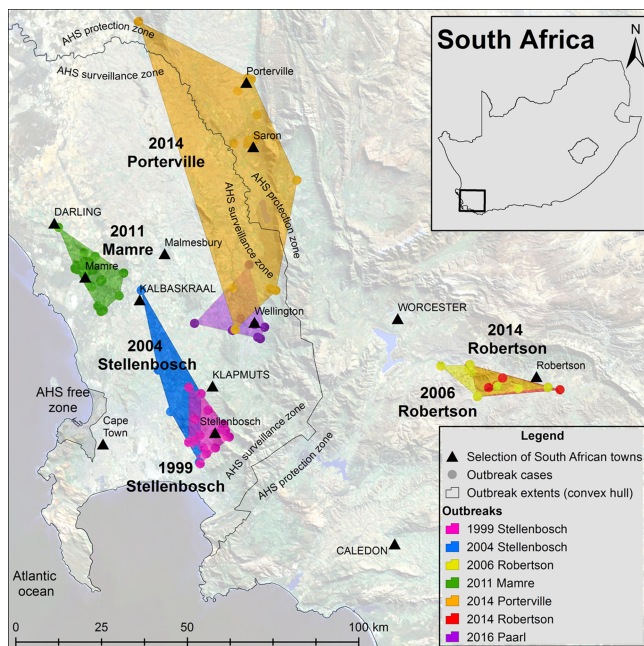 South Africa
N
AHS protection zone
AHS surveillance zone
Porterville
2014
Porterville
Saron
AHS protection zone
AHS surveillance zone
DARLING
2011
Mamre
Malmesbury
Mamre
KALBASKRAAL
Wellington
WORCESTER
2004
Stellenbosch
2014
Robertson
Robertson
KLAPMUTS
AHS free
zone
2006
Robertson
Cape
Town
Stellenbosch
AHS surveillance zone
AHS protection zone
1999
Stellenbosch
CALEDON
Atlantic
ocean
0 25 50 100 km
Legend
Selection of South African towns
Outbreak cases
Outbreak extents (convex hull)
Outbreaks
1999 Stellenbosch
2004 Stellenbosch
2006 Robertson
2011 Mamre
2014 Porterville
2014 Robertson
2016 Paarl